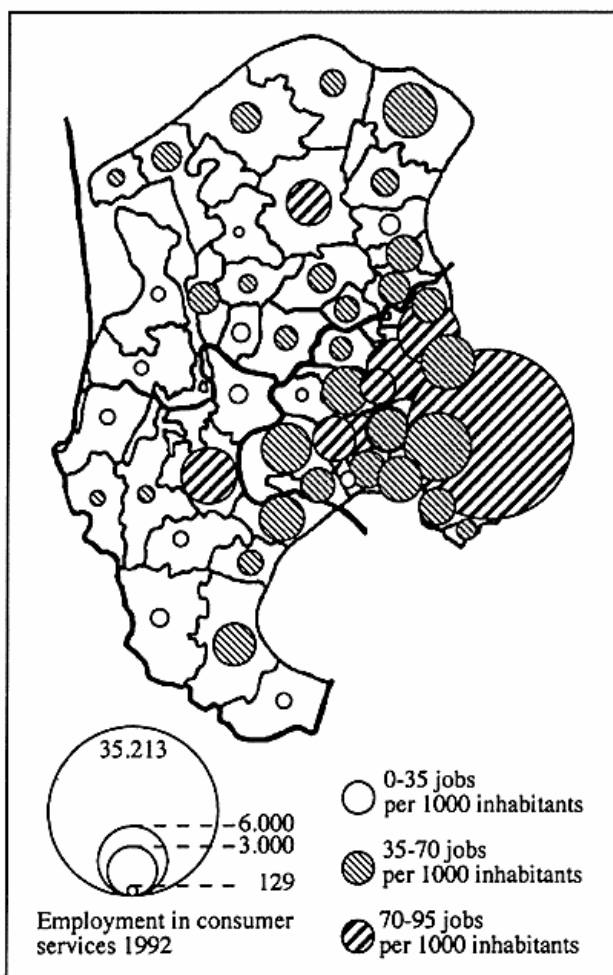 35.213
6.000
3.000
129
Employment in consumer
services 1992
0-35 jobs
per 1000 inhabitants
35-70 jobs
per 1000 inhabitants
70-95 jobs
per 1000 inhabitants